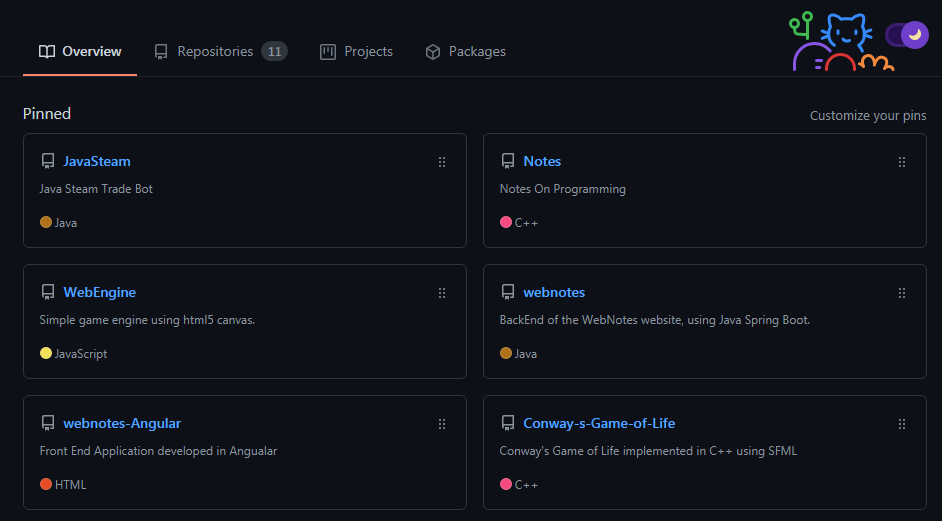 Overview Repositories 11 Projects Packages
Pinned
Customize your pins
JavaSteam
Java Steam Trade Bot
Java
Notes
Notes On Programming
C++
WebEngine
Simple game engine using html5 canvas.
JavaScript
webnotes
BackEnd of the WebNotes website, using Java Spring Boot.
Java
webnotes-Angular
Front End Application developed in Angualar
HTML
Conway-s-Game-of-Life
Conway's Game of Life implemented in C++ using SFML
C++